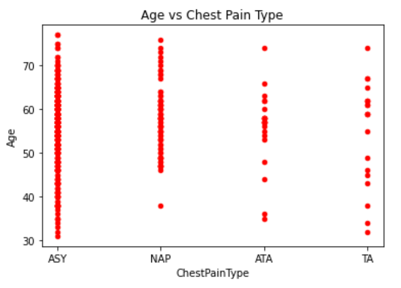 Age vs Chest Pain Type
Age
70
60
50
40
30
ASY NAP ATA TA
ChestPainType